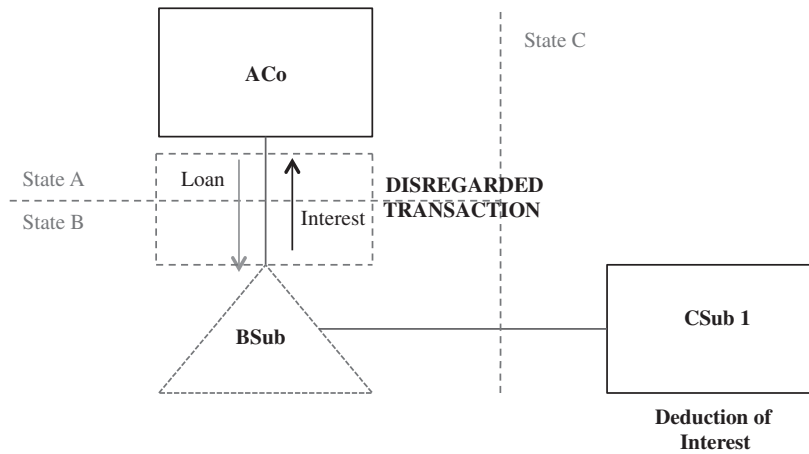 State C
ACo
State A
Loan
DISREGARDED
TRANSACTION
State B
Interest
BSub
CSub 1
Deduction of
Interest